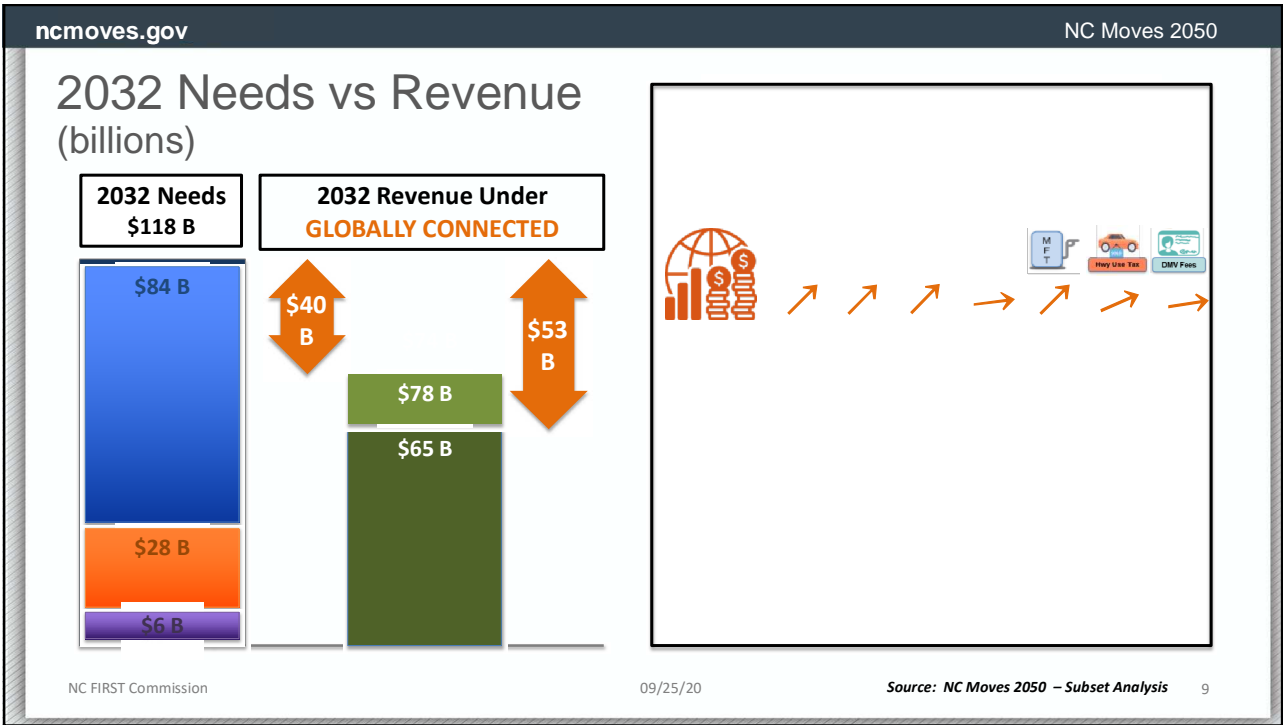 ncmoves.gov
NC Moves 2050
2032 Needs vs Revenue
(billions)
2032 Needs
$118 B
2032 Revenue Under
GLOBALLY CONNECTED
$84 B
$28 B
$6 B
$40
B
$78 B
$65 B
$53
B
$
$
M
F
T
Hwy Use Tax
DMV Fees
NC FIRST Commission
09/25/20
Source: NC Moves 2050 – Subset Analysis
9